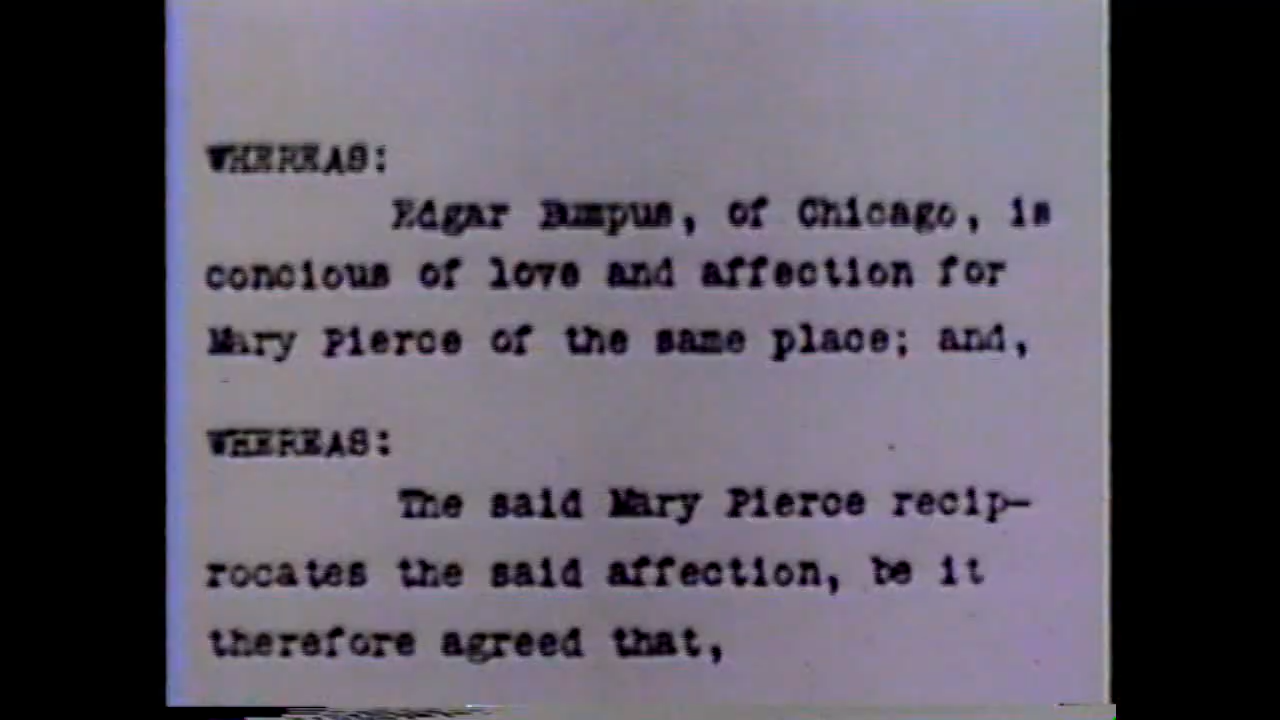 WHEREAS:
Edgar Bumpus, of Chicago, is
concious of love and affection for
Mary Pierce of the same place; and,
WHEREAS:
The said Mary Pierce recip-
rocates the said affection, be it
therefore agreed that,